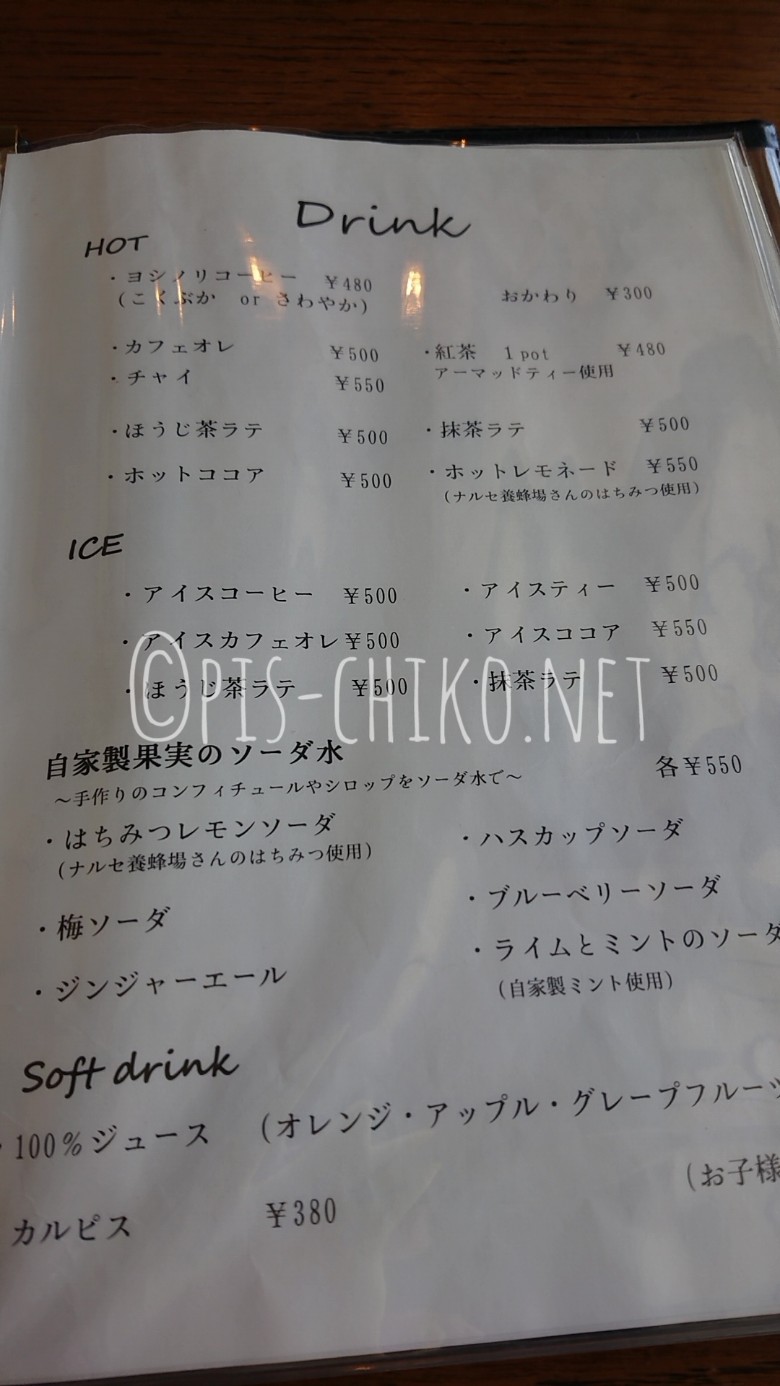 Drink
HOT
・ヨシノリコーヒー ￥480
(こくぶか or さわやか)
おかわり ￥300
・カフェオレ ￥500
・紅茶 1pot ￥480
アーマッドティー使用
・チャイ ￥550
・ほうじ茶ラテ ￥500
・抹茶ラテ ￥500
・ホットココア ￥500
・ホットレモネード ￥550
(ナルセ養蜂場さんのはちみつ使用)
ICE
・アイスコーヒー ￥500
・アイスティー ￥500
・アイスカフェオレ￥500
・アイスココア ￥550
・ほうじ茶ラテ ￥500
・抹茶ラテ ￥500
©PIS-CHIKO.NET
自家製果実のソーダ水 各￥550
～手作りのコンフィチュールやシロップをソーダ水で～
・はちみつレモンソーダ
(ナルセ養蜂場さんのはちみつ使用)
・ハスカップソーダ
・梅ソーダ
・ブルーベリーソーダ
・ジンジャーエール
・ライムとミントのソーダ
(自家製ミント使用)
Soft drink
・100%ジュース (オレンジ・アップル・グレープフルーツ
(お子様
カルピス ￥380